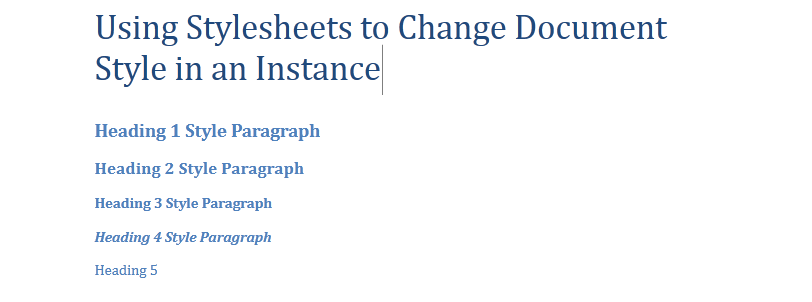 Using Stylesheets to Change Document
Style in an Instance
Heading 1 Style Paragraph
Heading 2 Style Paragraph
Heading 3 Style Paragraph
Heading 4 Style Paragraph
Heading 5